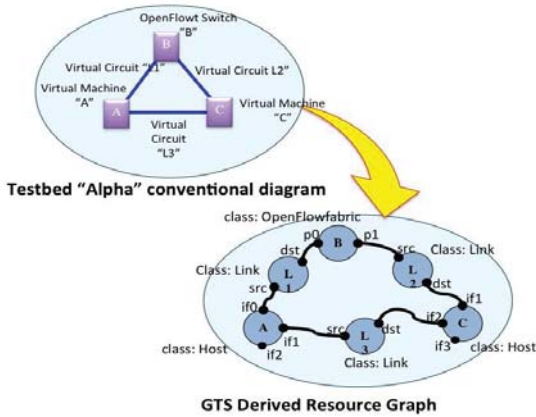 OpenFlowt Switch
"B"
B
Virtual Circuit "L1"
Virtual Circuit L2"
Virtual Machine
"A"
A
C
Virtual Machine
"C"
Virtual
Circuit
"L3"
Testbed "Alpha" conventional diagram
class: OpenFlowfabric
p0
B
p1
dst
src
Class: Link
Class: Link
L
1
L
2
src
dst
if0
if1
A
if1
src
L
3
dst
if2
C
if2
if3
class: Host
Class: Link
class: Host
GTS Derived Resource Graph